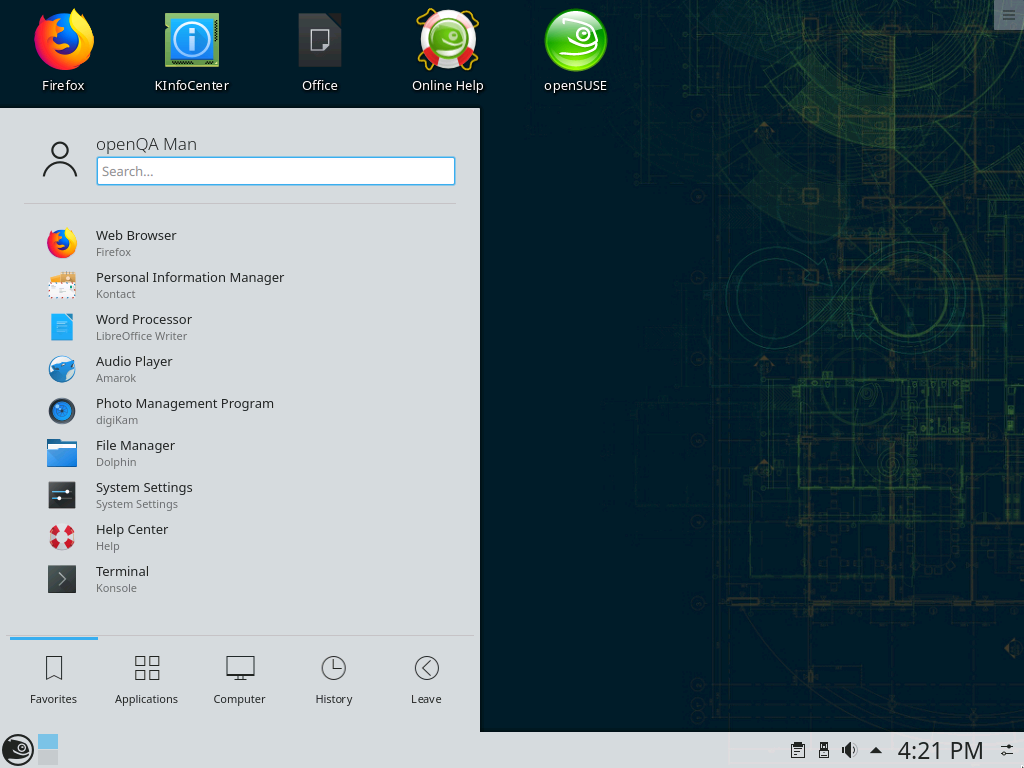 Firefox
KInfoCenter
Office
Online Help
openSUSE
openQA Man
Search...
Web Browser
Firefox
Personal Information Manager
Kontact
Word Processor
LibreOffice Writer
Audio Player
Amarok
Photo Management Program
digiKam
File Manager
Dolphin
System Settings
System Settings
Help Center
Help
Terminal
Konsole
Favorites
Applications
Computer
History
Leave
4:21 PM